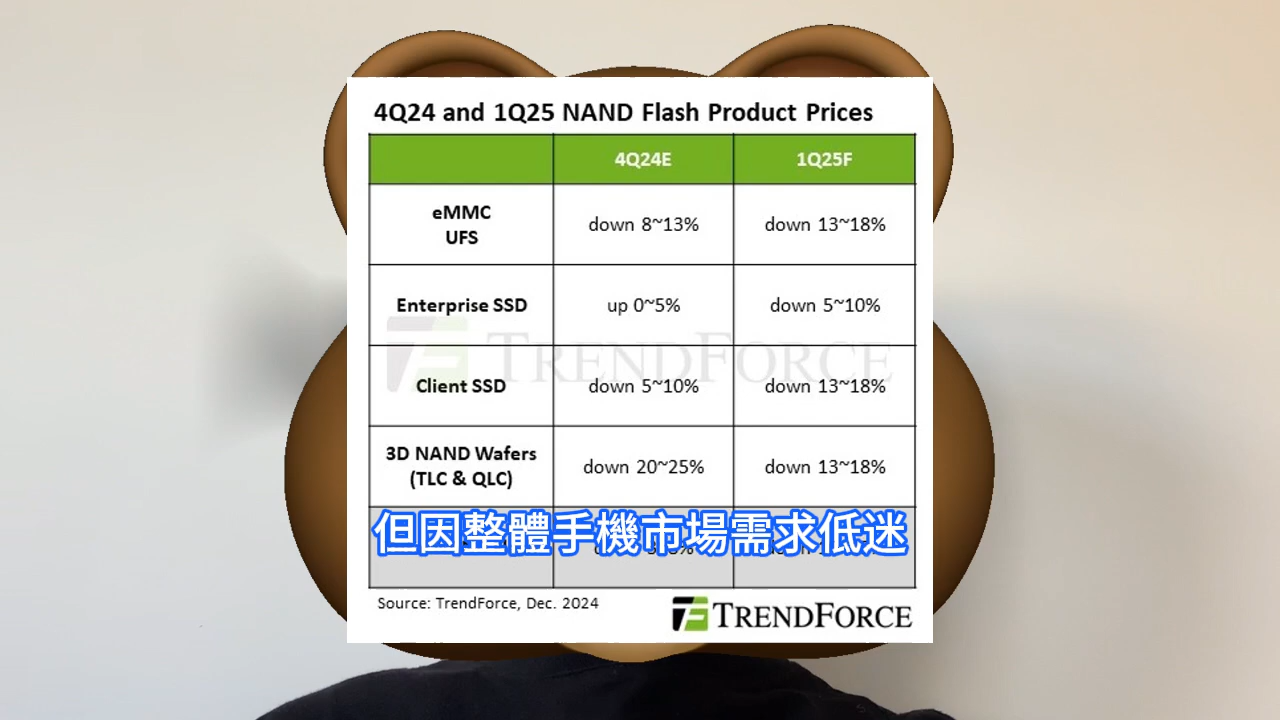 4Q24 and 1Q25 NAND Flash Product Prices
4Q24E 1Q25F
eMMC
UFS
down 8~13% down 13~18%
Enterprise SSD up 0~5% down 5~10%
TRENDFORCE
Client SSD down 5~10% down 13~18%
3D NAND Wafers
(TLC & QLC)
down 20~25% down 13~18%
但因整體手機市場需求低迷
Source: TrendForce, Dec. 2024
TRENDFORCE